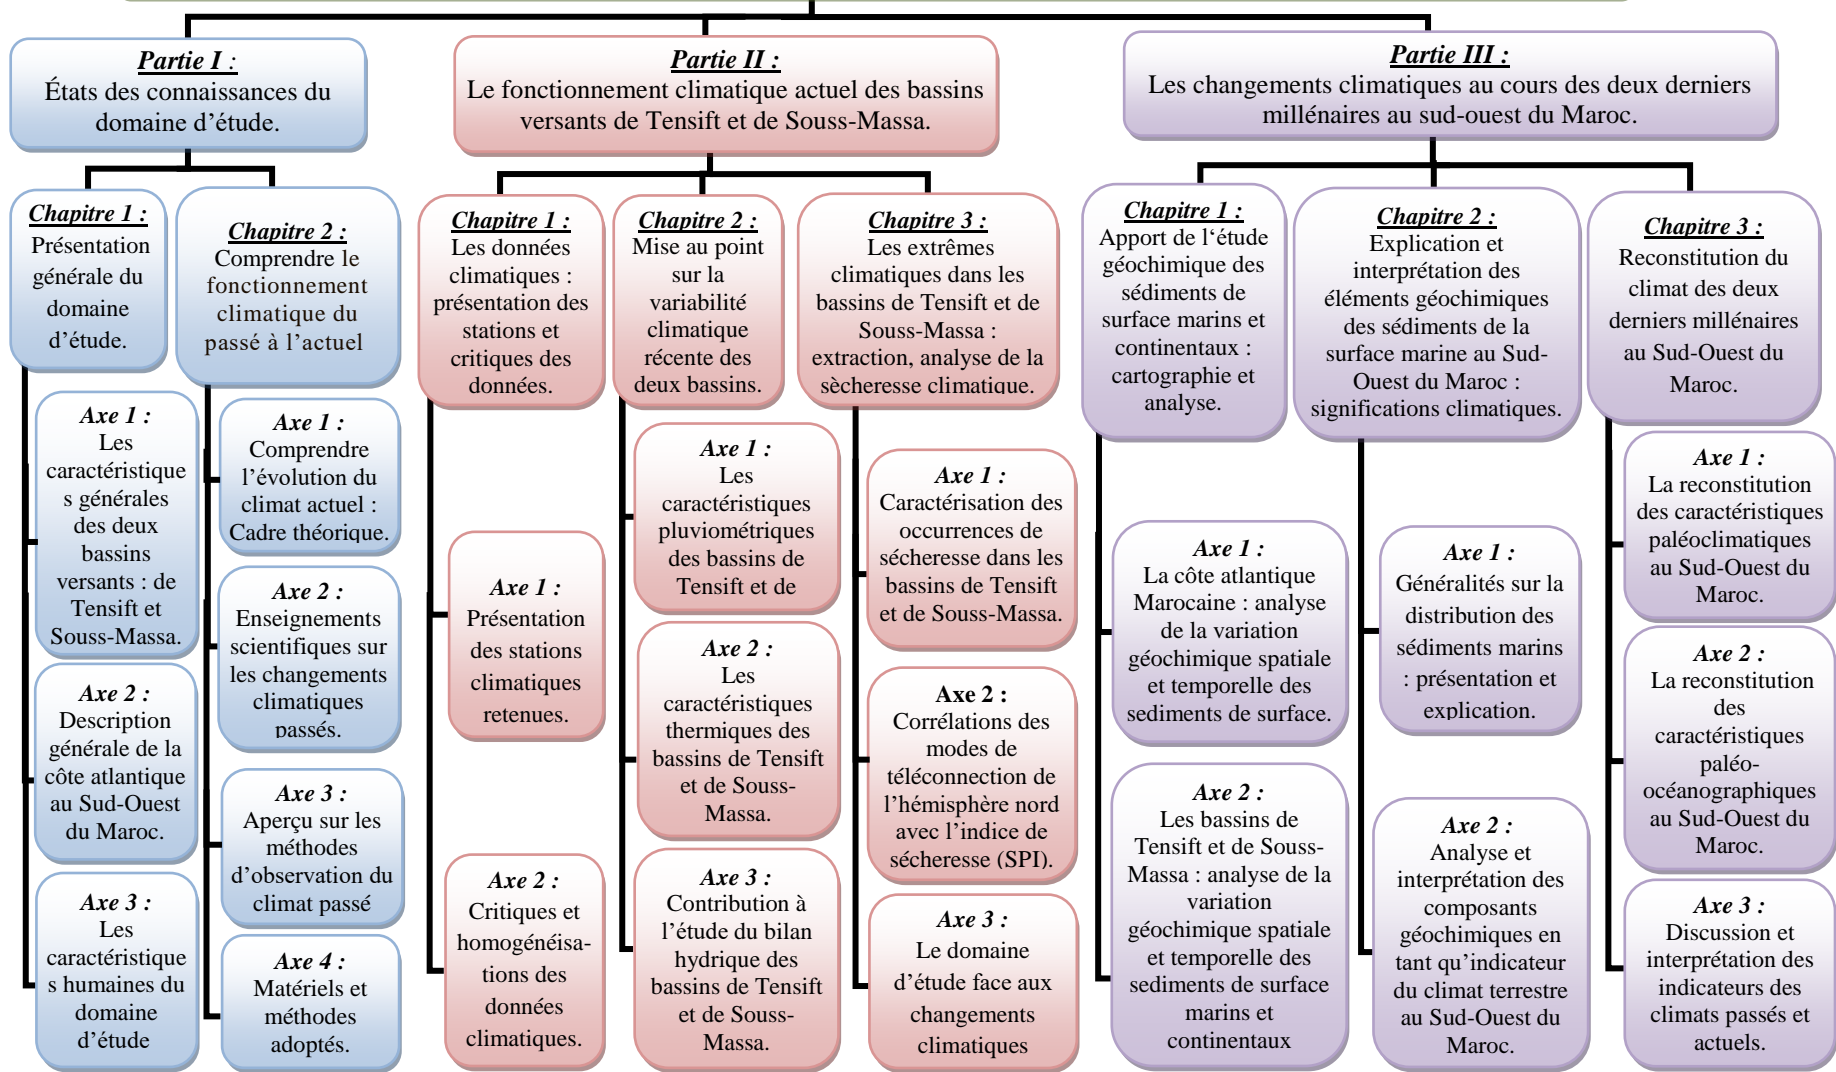 Partie I :
États des connaissances du
domaine d'étude.
Chapitre 1 :
Présentation
générale du
domaine
d'étude.
Axe 1 :
Les
caractéristique
s générales
des deux
bassins
versants : de
Tensift et
Souss-Massa.
Axe 2 :
Description
générale de la
côte atlantique
au Sud-Ouest
du Maroc.
Axe 3 :
Les
caractéristique
s humaines du
domaine
d'étude
Chapitre 2 :
Comprendre le
fonctionnement
climatique du
passé à l'actuel
Axe 1 :
Comprendre
l'évolution du
climat actuel :
Cadre théorique.
Axe 2 :
Enseignements
scientifiques sur
les changements
climatiques
passés.
Axe 3 :
Aperçu sur les
méthodes
d'observation du
climat passé
Axe 4 :
Matériels et
méthodes
adoptés.
Partie II :
Le fonctionnement climatique actuel des bassins
versants de Tensift et de Souss-Massa.
Chapitre 1 :
Les données
climatiques :
présentation des
stations et
critiques des
données.
Axe 1 :
Présentation
des stations
climatiques
retenues.
Axe 2 :
Critiques et
homogénéisa-
tions des
données
climatiques.
Chapitre 2 :
Mise au point
sur la
variabilité
climatique
récente des
deux bassins.
Axe 1 :
Les
caractéristiques
pluviométriques
des bassins de
Tensift et de
Axe 2 :
Les
caractéristiques
thermiques des
bassins de Tensift
et de Souss-
Massa.
Axe 3 :
Contribution à
l'étude du bilan
hydrique des
bassins de Tensift
et de Souss-
Massa.
Chapitre 3 :
Les extrêmes
climatiques dans les
bassins de Tensift et de
Souss-Massa :
extraction, analyse de la
sècheresse climatique.
Axe 1 :
Caractérisation des
occurrences de
sécheresse dans les
bassins de Tensift
et de Souss-Massa.
Axe 2 :
Corrélations des
modes de
téléconnection de
l'hémisphère nord
avec l'indice de
sécheresse (SPI).
Axe 3 :
Le domaine
d'étude face aux
changements
climatiques
Partie III :
Les changements climatiques au cours des deux derniers
millénaires au sud-ouest du Maroc.
Chapitre 1 :
Apport de l‘étude
géochimique des
sédiments de
surface marins et
continentaux :
cartographie et
analyse.
Axe 1 :
La côte atlantique
Marocaine : analyse
de la variation
géochimique spatiale
et temporelle des
sediments de surface.
Axe 2 :
Les bassins de
Tensift et de Souss-
Massa : analyse de la
variation
géochimique spatiale
et temporelle des
sediments de surface
marins et
continentaux
Chapitre 2 :
Explication et
interprétation des
éléments géochimiques
des sédiments de la
surface marine au Sud-
Ouest du Maroc :
significations climatiques.
Axe 1 :
Généralités sur la
distribution des
sédiments marins
: présentation et
explication.
Axe 2 :
Analyse et
interprétation des
composants
géochimiques en
tant qu'indicateur
du climat terrestre
au Sud-Ouest du
Maroc.
Chapitre 3 :
Reconstitution du
climat des deux
derniers millénaires
au Sud-Ouest du
Maroc.
Axe 1 :
La reconstitution
des caractéristiques
paléoclimatiques
au Sud-Ouest du
Maroc.
Axe 2 :
La reconstitution
des
caractéristiques
paléo-
océanographiques
au Sud-Ouest du
Maroc.
Axe 3 :
Discussion et
interprétation des
indicateurs des
climats passés et
actuels.